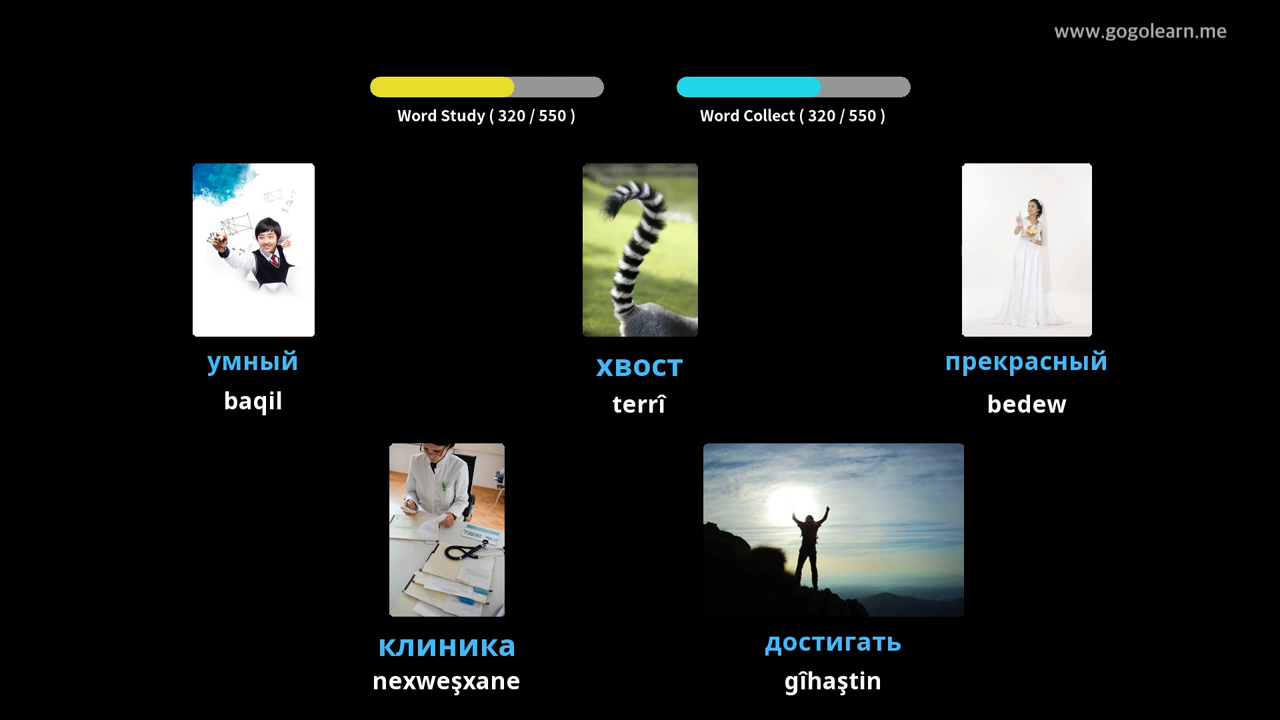 www.gogolearn.me
Word Study ( 320 / 550 )
Word Collect ( 320 / 550 )
умный
baqil
хвост
terrî
прекрасный
bedew
клиника
nexweşxane
достигать
gîhaştin